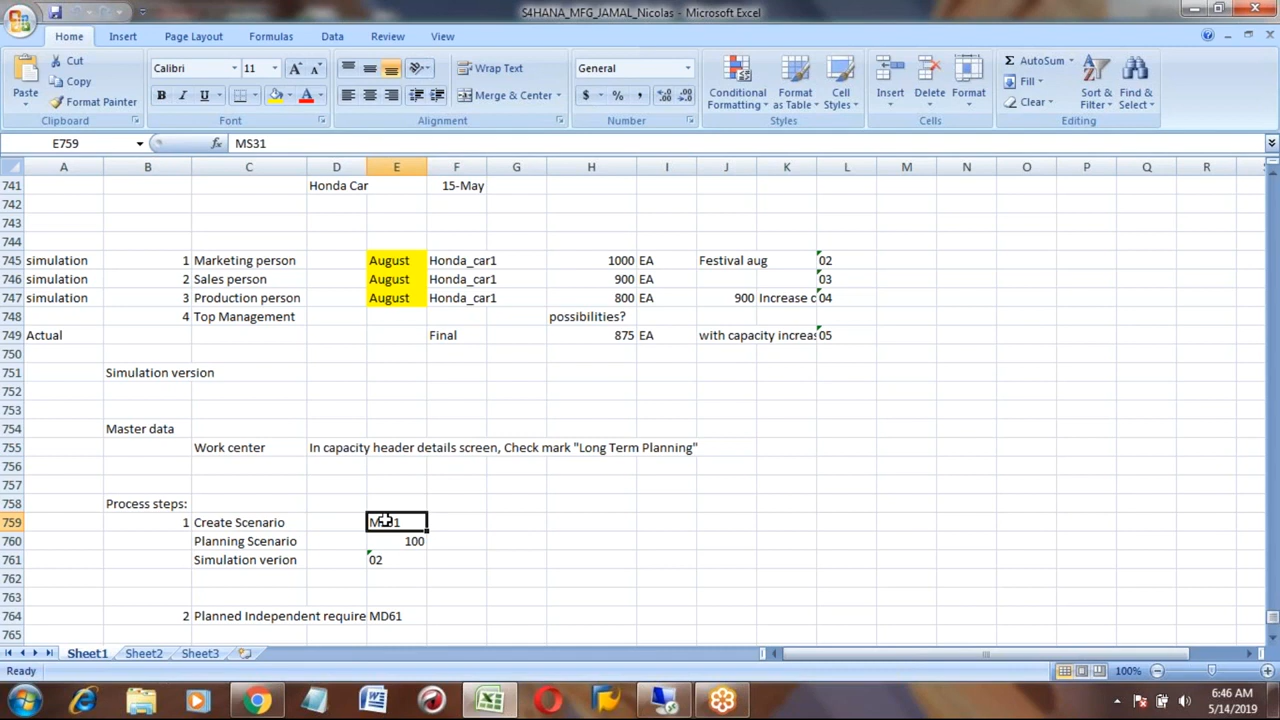 S4HANA_MFG_JAMAL_Nicolas - Microsoft Excel
Home Insert Page Layout Formulas Data Review View
Paste Cut Copy Format Painter Clipboard
Calibri 11 B I U A A A Font
Wrap Text Merge & Center Alignment
General $ % , Number
Conditional Formatting Format as Table Cell Styles Styles
Insert Delete Format Cells
Σ AutoSum Fill Clear Sort & Filter Find & Select Editing
E759 fx MS31
A B C D E F G H I J K L M N O P Q R
741 Honda Car 15-May
742
743
744
745 simulation 1 Marketing person August Honda_car1 1000 EA Festival aug 02
746 simulation 2 Sales person August Honda_car1 900 EA 03
747 simulation 3 Production person August Honda_car1 800 EA 900 Increase c 04
748 4 Top Management possibilities?
749 Actual Final 875 EA with capacity increas 05
750
751 Simulation version
752
753
754 Master data
755 Work center In capacity header details screen, Check mark "Long Term Planning"
756
757
758 Process steps:
759 1 Create Scenario MS31
760 Planning Scenario 100
761 Simulation verion 02
762
763
764 2 Planned Independent require MD61
765
Sheet1 Sheet2 Sheet3
Ready 100%
6:46 AM
5/14/2019